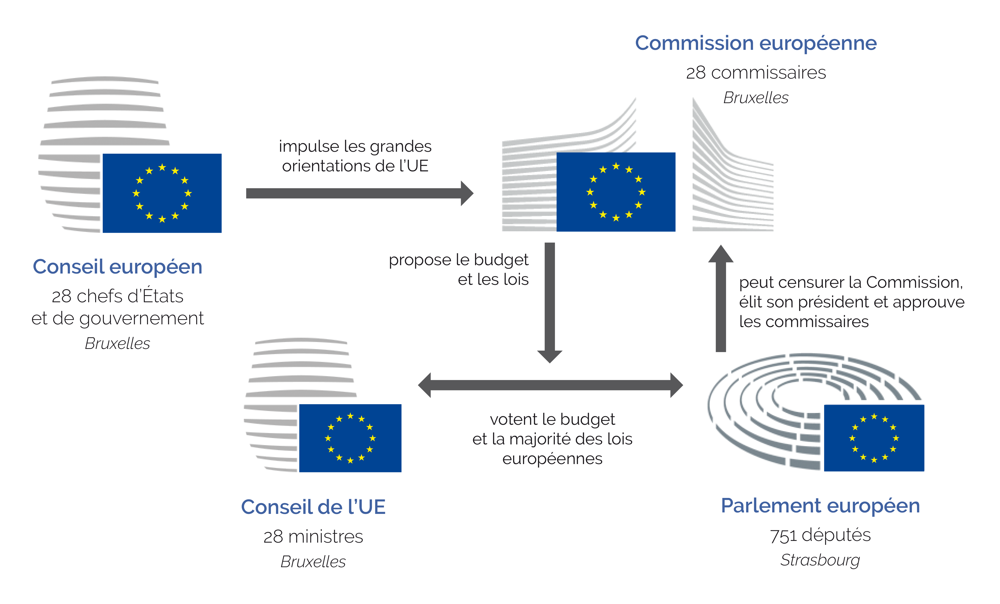 Commission européenne
28 commissaires
Bruxelles
impulse les grandes
orientations de l’UE
Conseil européen
28 chefs d’États
et de gouvernement
Bruxelles
propose le budget
et les lois
peut censurer la Commission,
élit son président et approuve
les commissaires
votent le budget
et la majorité des lois
européennes
Conseil de l’UE
28 ministres
Bruxelles
Parlement européen
751 députés
Strasbourg